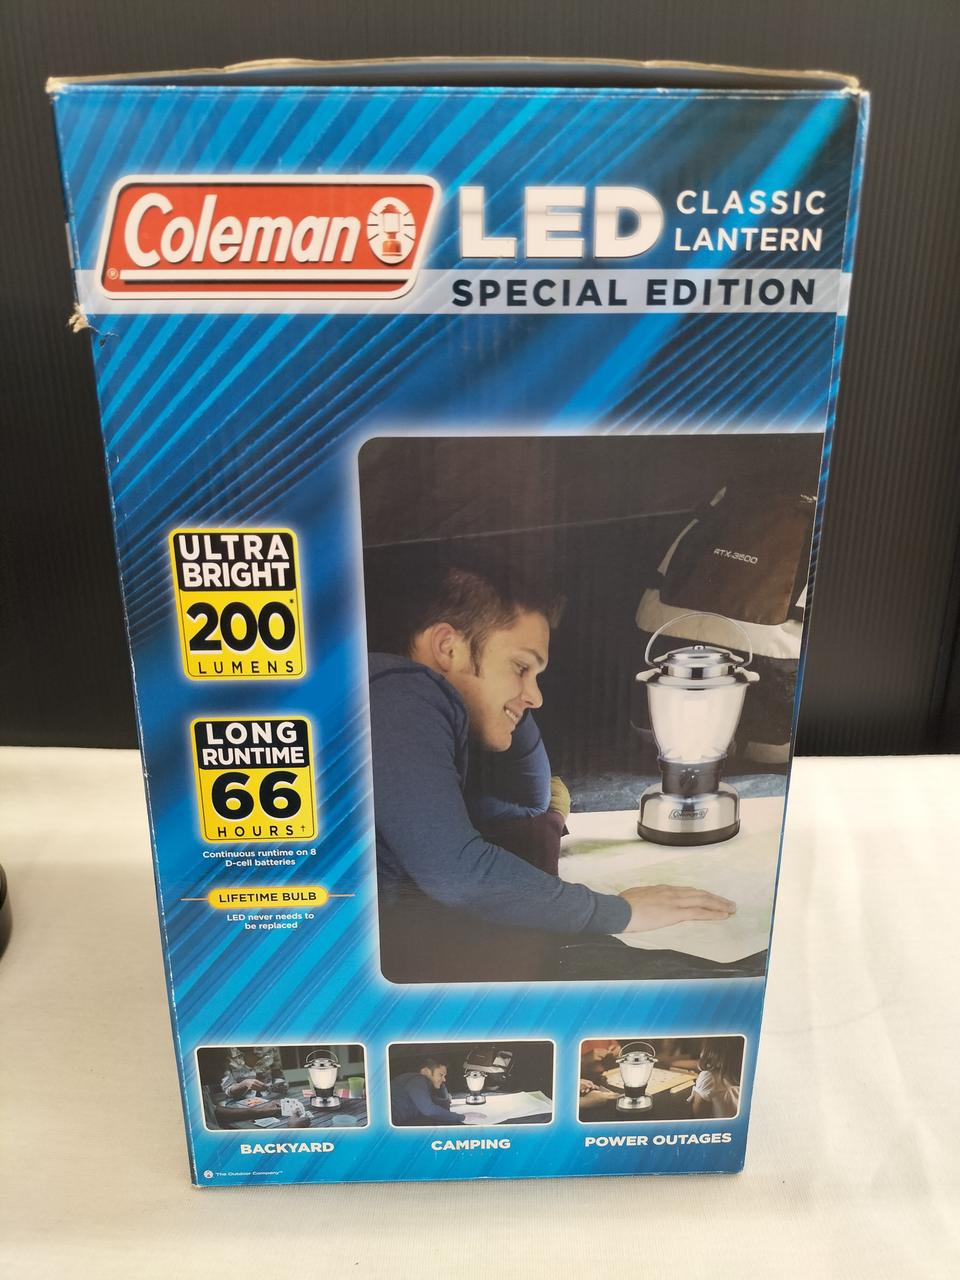 Coleman
®
LED
CLASSIC
LANTERN
SPECIAL EDITION
ULTRA
BRIGHT
200*
LUMENS
LONG
RUNTIME
66
HOURS†
Continuous runtime on 8
D-cell batteries
LIFETIME BULB
LED never needs to
be replaced
RTX-3500
Coleman
BACKYARD
CAMPING
POWER OUTAGES
The Outdoor Company™